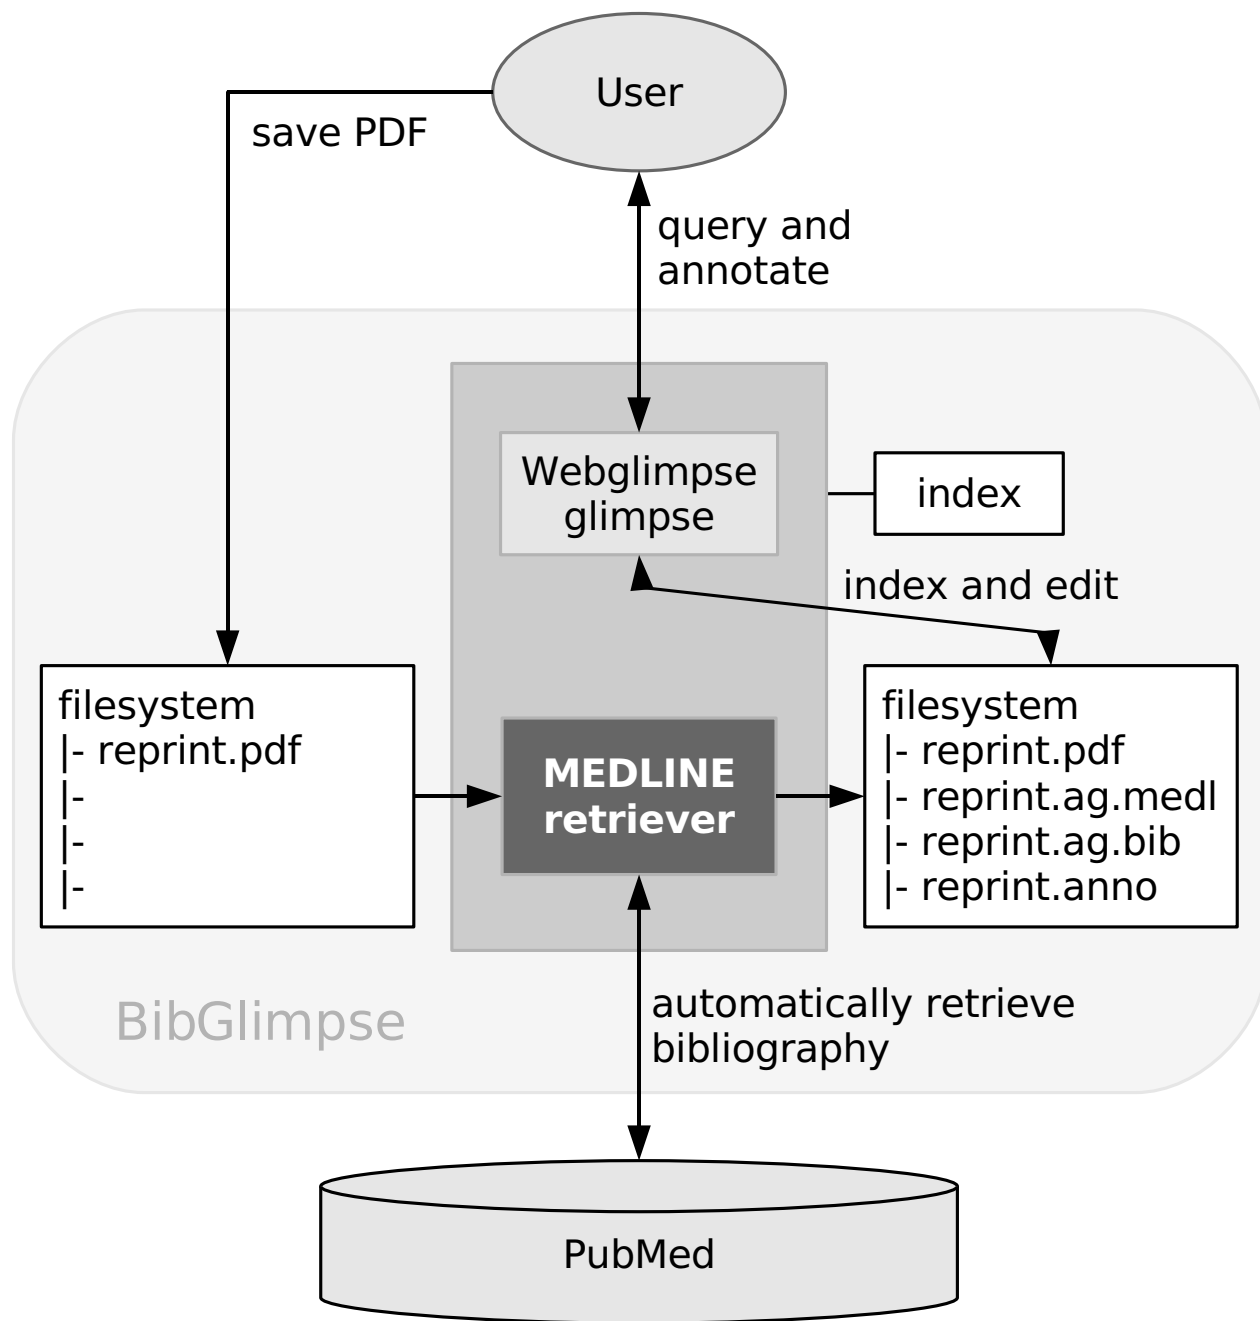 User
save PDF
query and
annotate
Webglimpse
glimpse
index
index and edit
filesystem
|- reprint.pdf
|-
|-
|-
MEDLINE
retriever
filesystem
|- reprint.pdf
|- reprint.ag.medl
|- reprint.ag.bib
|- reprint.anno
BibGlimpse
automatically retrieve
bibliography
PubMed